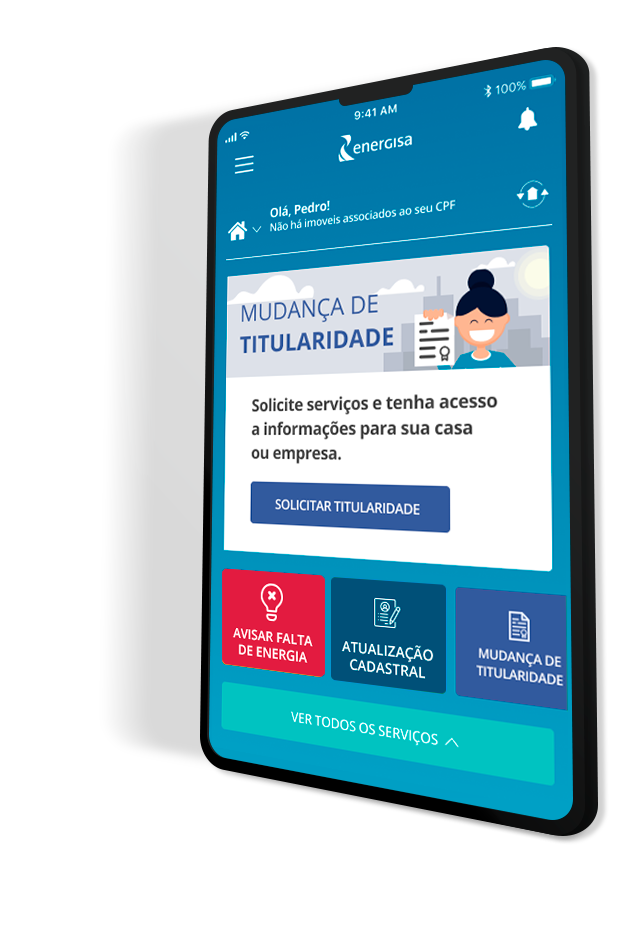 9:41 AM
100%
energisa
Olá, Pedro!
Não há imoveis associados ao seu CPF
MUDANÇA DE
TITULARIDADE
Solicite serviços e tenha acesso
a informações para sua casa
ou empresa.
SOLICITAR TITULARIDADE
AVISAR FALTA
DE ENERGIA
ATUALIZAÇÃO
CADASTRAL
MUDANÇA DE
TITULARIDADE
VER TODOS OS SERVIÇOS